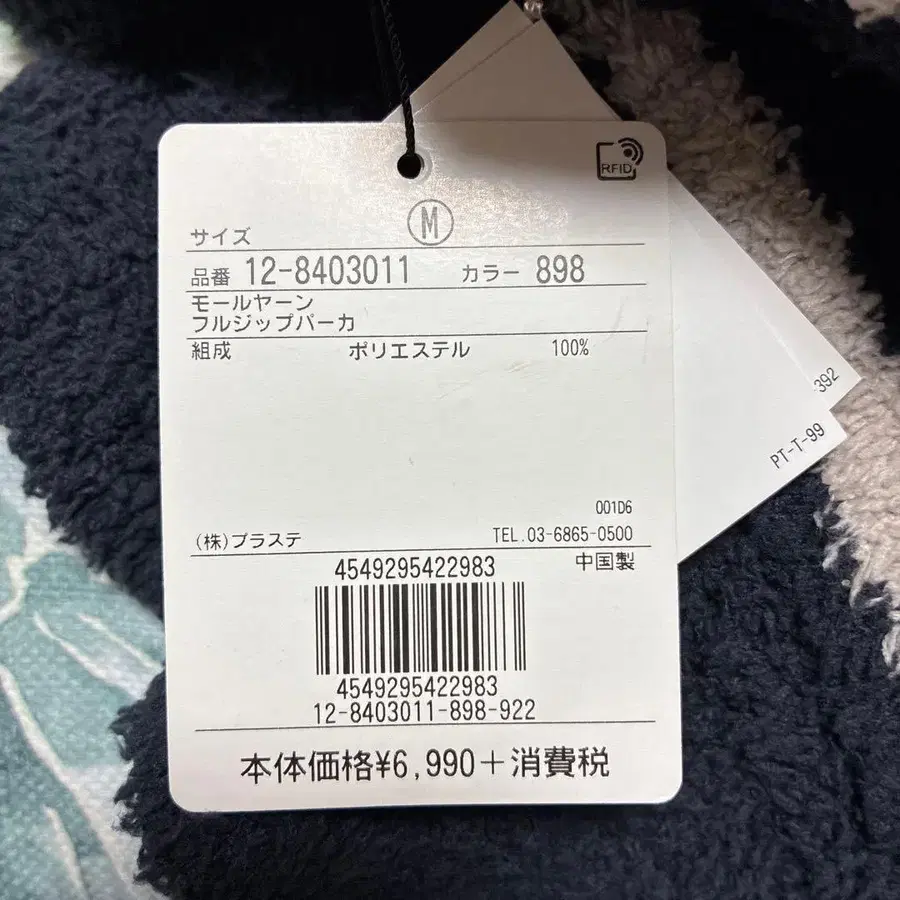 RFID
サイズ Ⓜ
品番 12-8403011 カラー 898
モールヤーン
フルジップパーカ
組成 ポリエステル 100%
001D6
(株)プラステ TEL.03-6865-0500
4549295422983 中国製
4549295422983
12-8403011-898-922
本体価格¥6,990＋消費税
-392
PT-T-99